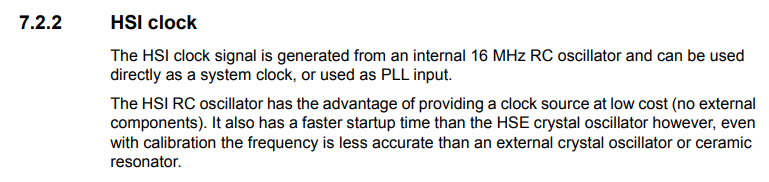 7.2.2 HSI clock
The HSI clock signal is generated from an internal 16 MHz RC oscillator and can be used
directly as a system clock, or used as PLL input.
The HSI RC oscillator has the advantage of providing a clock source at low cost (no external
components). It also has a faster startup time than the HSE crystal oscillator however, even
with calibration the frequency is less accurate than an external crystal oscillator or ceramic
resonator.